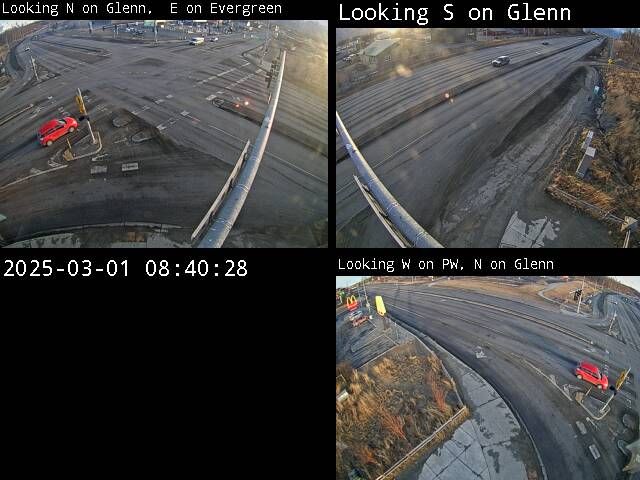 Looking N on Glenn,  E on Evergreen
Looking S on Glenn
2025-03-01 08:40:28
Looking W on PW, N on Glenn